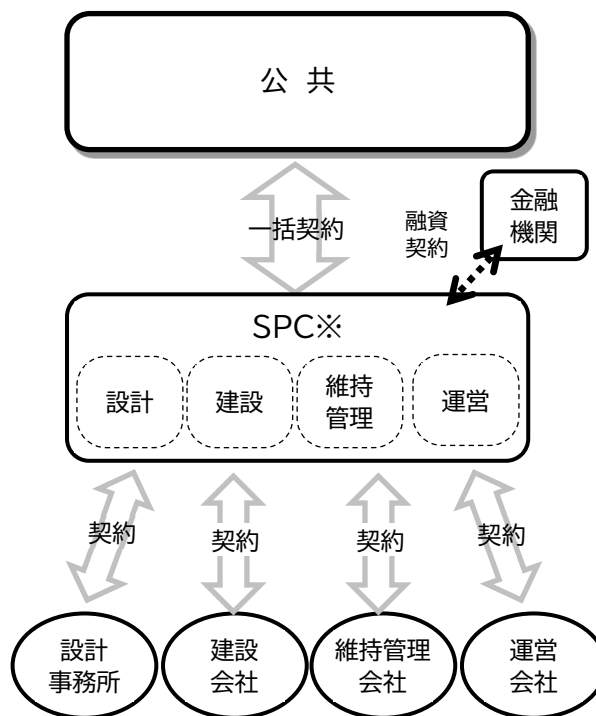 公 共
一括契約
融資
契約
金融
機関
SPC※
設計
建設
維持
管理
運営
契約
契約
契約
契約
設計
事務所
建設
会社
維持管理
会社
運営
会社